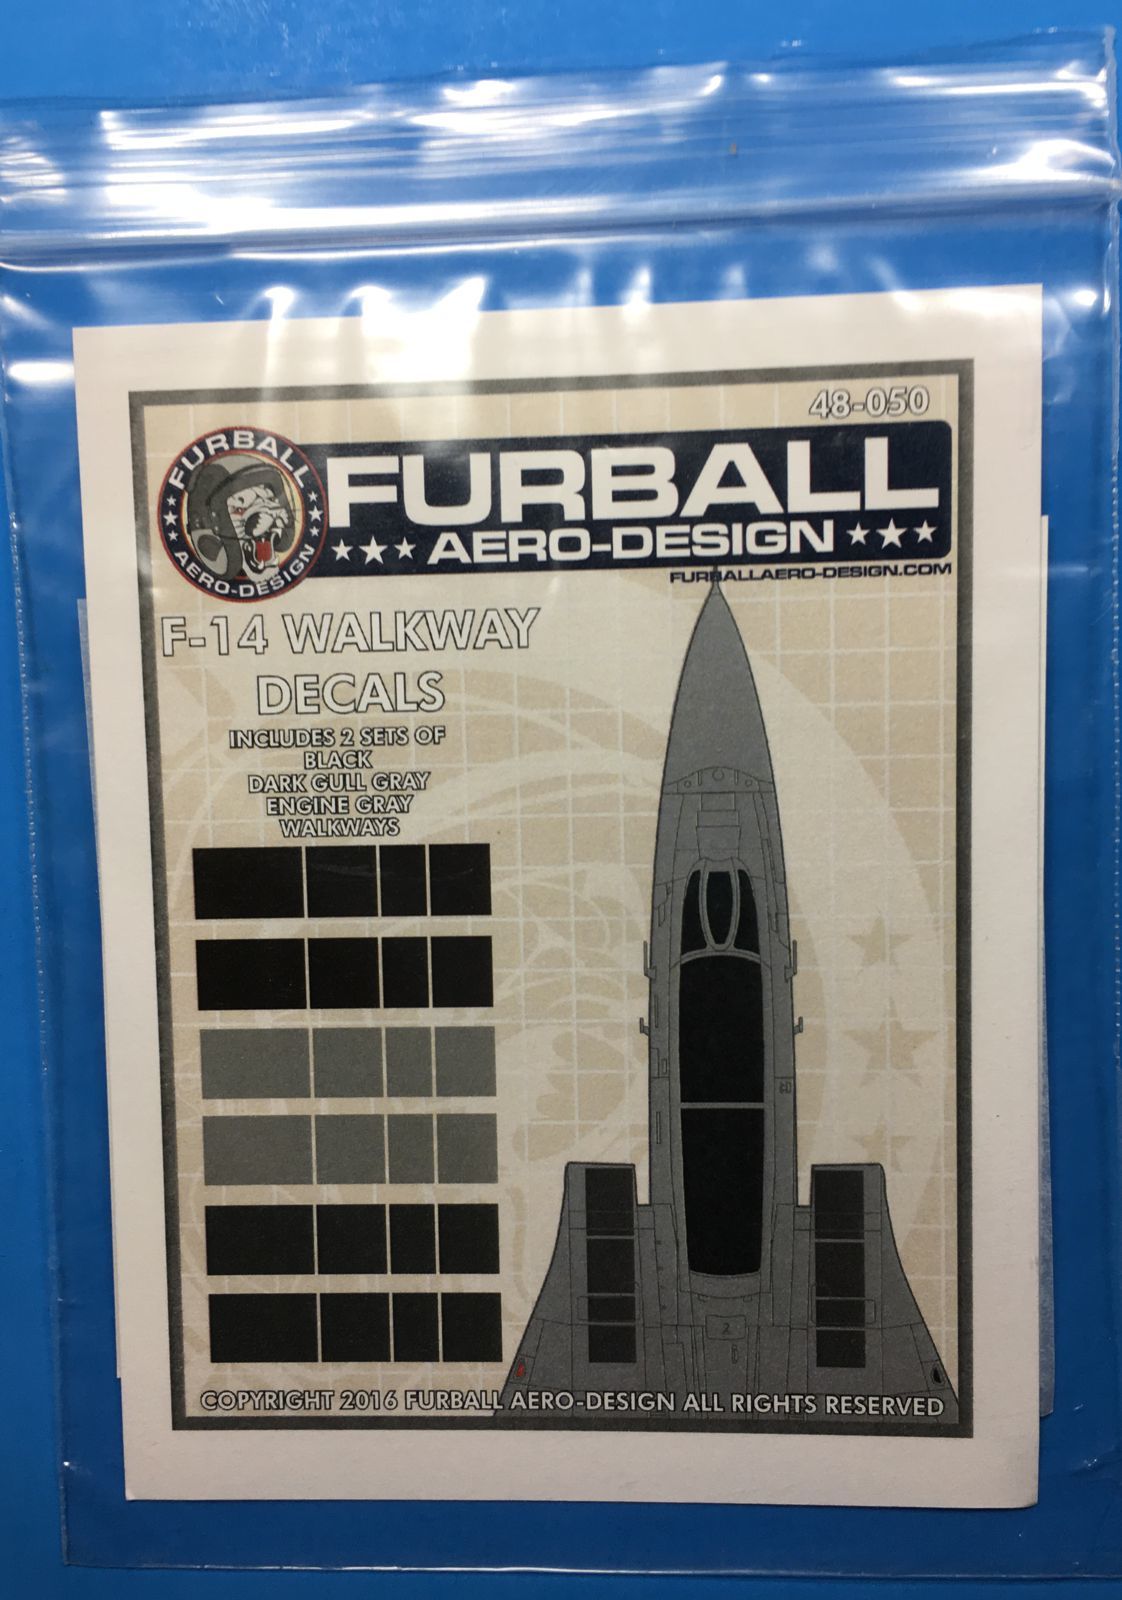 48-050
FURBALL
AERO-DESIGN
FURBALL
AERO-DESIGN
FURBALLAERO-DESIGN.COM
F-14 WALKWAY
DECALS
INCLUDES 2 SETS OF
BLACK
DARK GULL GRAY
ENGINE GRAY
WALKWAYS
2
COPYRIGHT 2016 FURBALL AERO-DESIGN ALL RIGHTS RESERVED